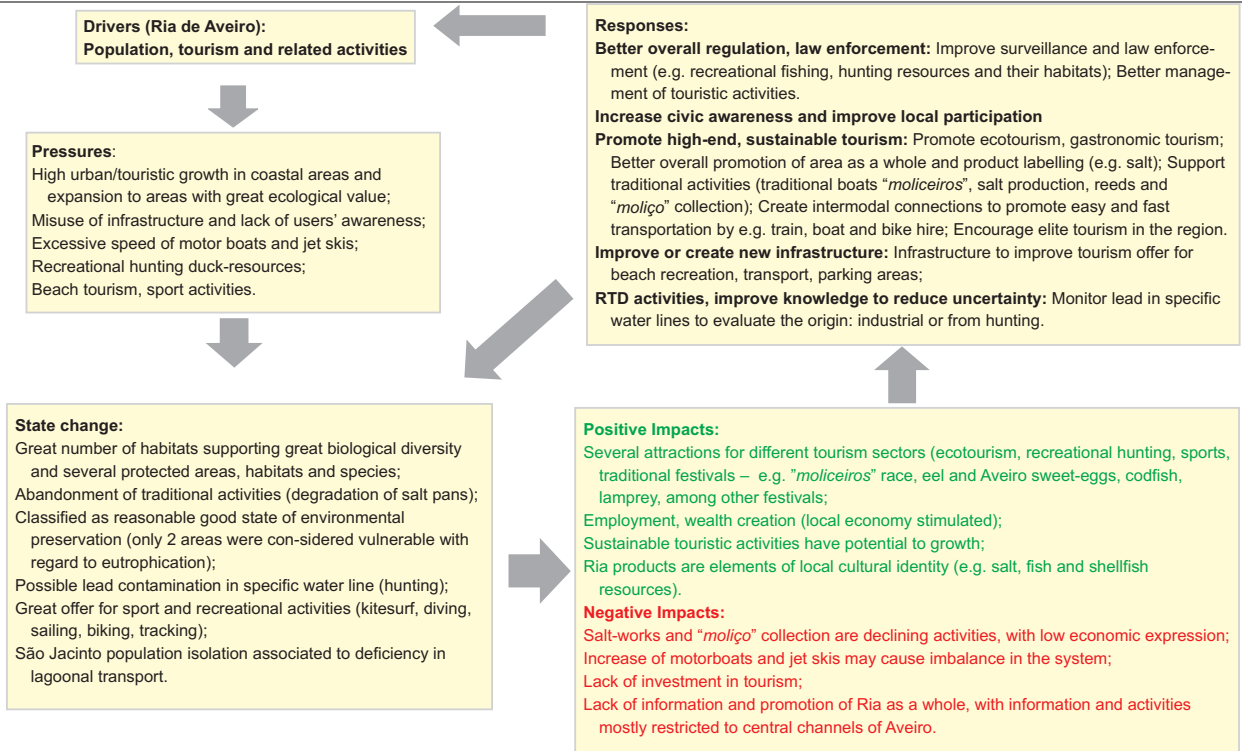 Drivers (Ria de Aveiro):
Population, tourism and related activities
Pressures:
High urban/touristic growth in coastal areas and
expansion to areas with great ecological value;
Misuse of infrastructure and lack of users’ awareness;
Excessive speed of motor boats and jet skis;
Recreational hunting duck-resources;
Beach tourism, sport activities.
State change:
Great number of habitats supporting great biological diversity
and several protected areas, habitats and species;
Abandonment of traditional activities (degradation of salt pans);
Classified as reasonable good state of environmental
preservation (only 2 areas were con-sidered vulnerable with
regard to eutrophication);
Possible lead contamination in specific water line (hunting);
Great offer for sport and recreational activities (kitesurf, diving,
sailing, biking, tracking);
São Jacinto population isolation associated to deficiency in
lagoonal transport.
Positive Impacts:
Several attractions for different tourism sectors (ecotourism, recreational hunting, sports,
traditional festivals – e.g. ”moliceiros” race, eel and Aveiro sweet-eggs, codfish,
lamprey, among other festivals;
Employment, wealth creation (local economy stimulated);
Sustainable touristic activities have potential to growth;
Ria products are elements of local cultural identity (e.g. salt, fish and shellfish
resources).
Negative Impacts:
Salt-works and “moliço” collection are declining activities, with low economic expression;
Increase of motorboats and jet skis may cause imbalance in the system;
Lack of investment in tourism;
Lack of information and promotion of Ria as a whole, with information and activities
mostly restricted to central channels of Aveiro.
Responses:
Better overall regulation, law enforcement: Improve surveillance and law enforce-
ment (e.g. recreational fishing, hunting resources and their habitats); Better manage-
ment of touristic activities.
Increase civic awareness and improve local participation
Promote high-end, sustainable tourism: Promote ecotourism, gastronomic tourism;
Better overall promotion of area as a whole and product labelling (e.g. salt); Support
traditional activities (traditional boats “moliceiros”, salt production, reeds and
“moliço” collection); Create intermodal connections to promote easy and fast
transportation by e.g. train, boat and bike hire; Encourage elite tourism in the region.
Improve or create new infrastructure: Infrastructure to improve tourism offer for
beach recreation, transport, parking areas;
RTD activities, improve knowledge to reduce uncertainty: Monitor lead in specific
water lines to evaluate the origin: industrial or from hunting.